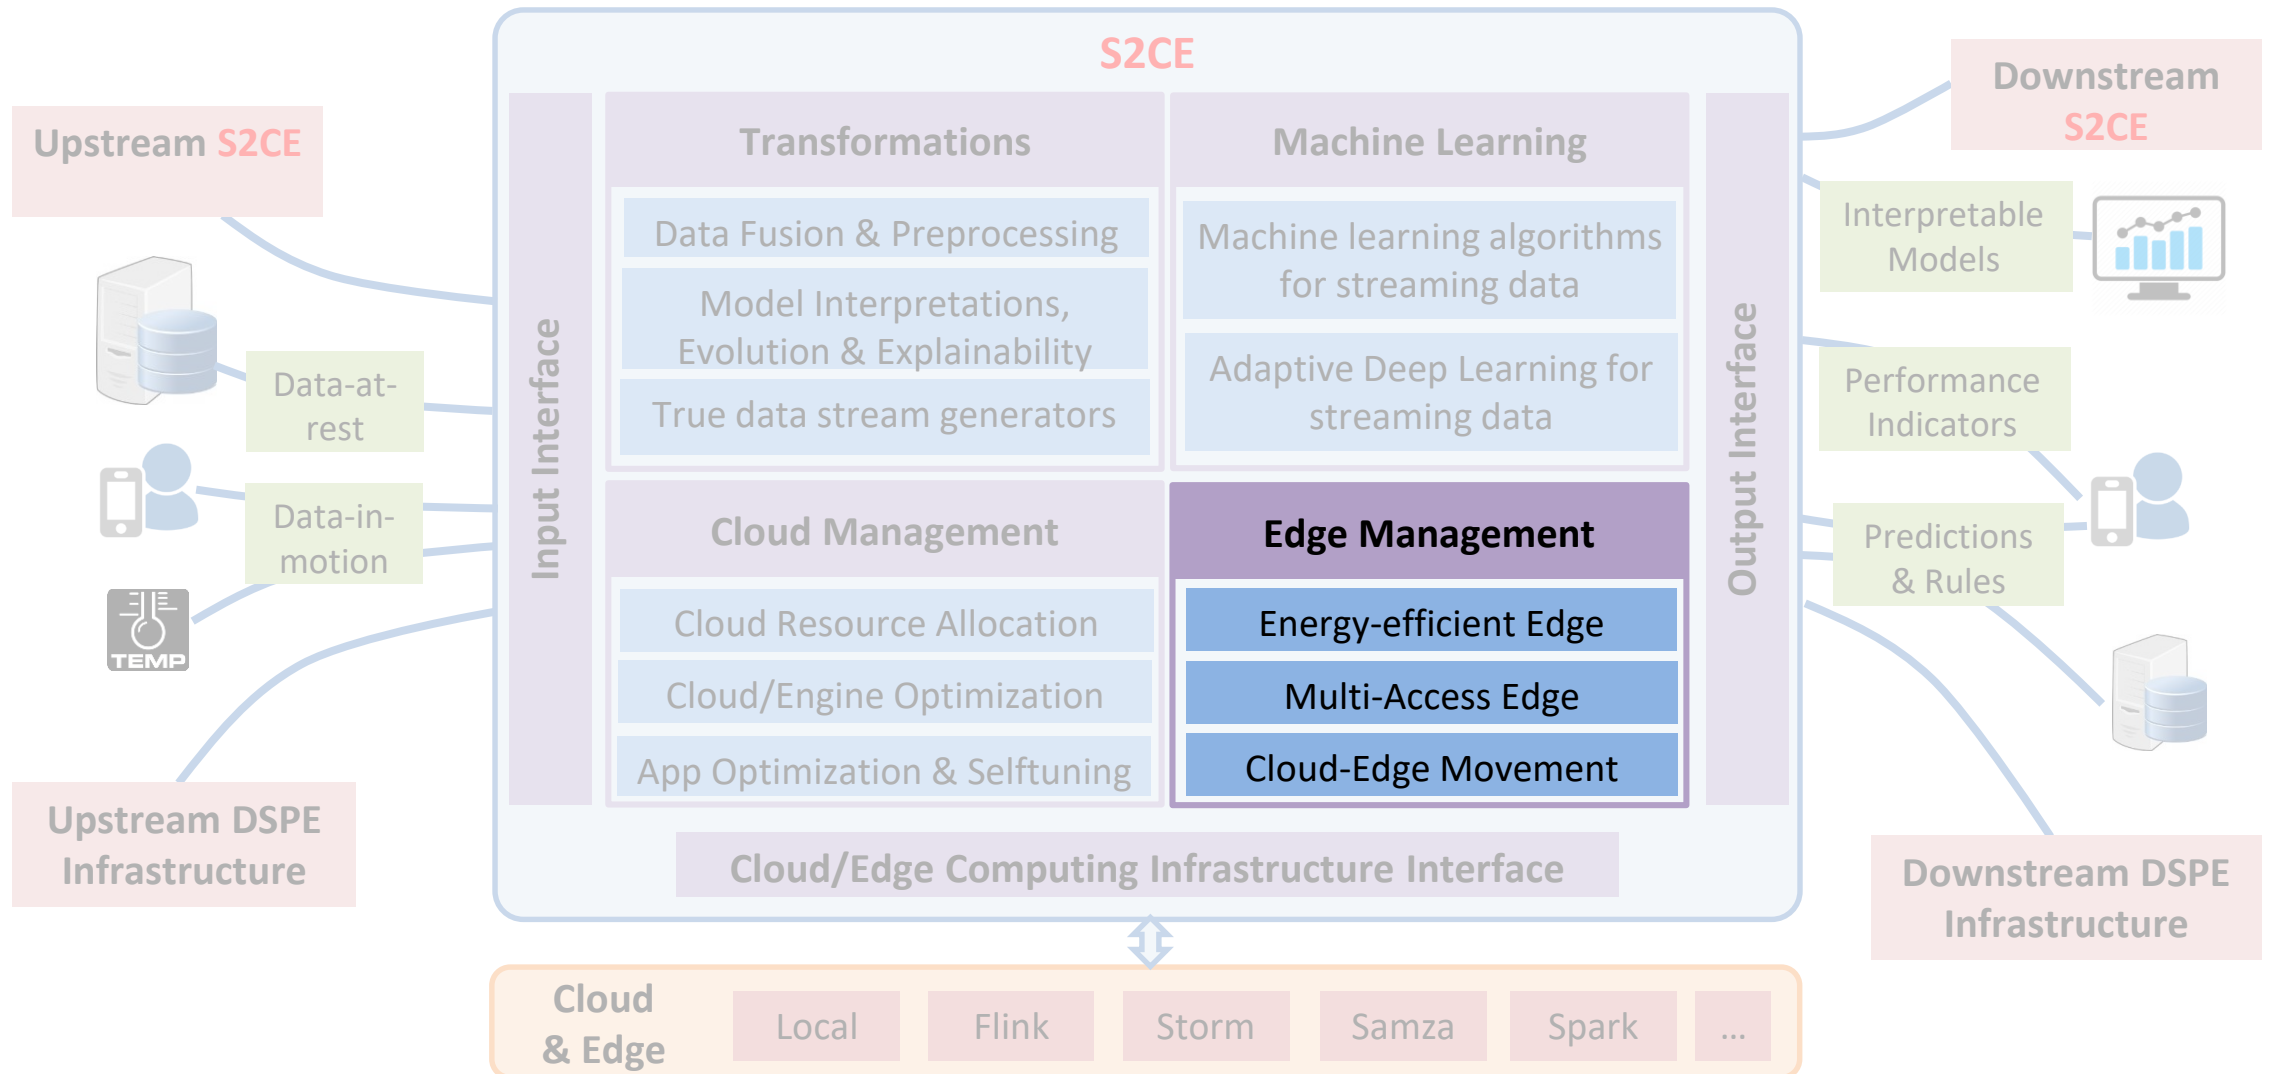 S2CE
Upstream S2CE
Data-at-
rest
Data-in-
motion
TEMP
Upstream DSPE
Infrastructure
Input Interface
Transformations
Data Fusion & Preprocessing
Model Interpretations,
Evolution & Explainability
True data stream generators
Machine Learning
Machine learning algorithms
for streaming data
Adaptive Deep Learning for
streaming data
Cloud Management
Cloud Resource Allocation
Cloud/Engine Optimization
App Optimization & Selftuning
Edge Management
Energy-efficient Edge
Multi-Access Edge
Cloud-Edge Movement
Output Interface
Cloud/Edge Computing Infrastructure Interface
Downstream
S2CE
Interpretable
Models
Performance
Indicators
Predictions
& Rules
Downstream DSPE
Infrastructure
Cloud
& Edge
Local
Flink
Storm
Samza
Spark
...